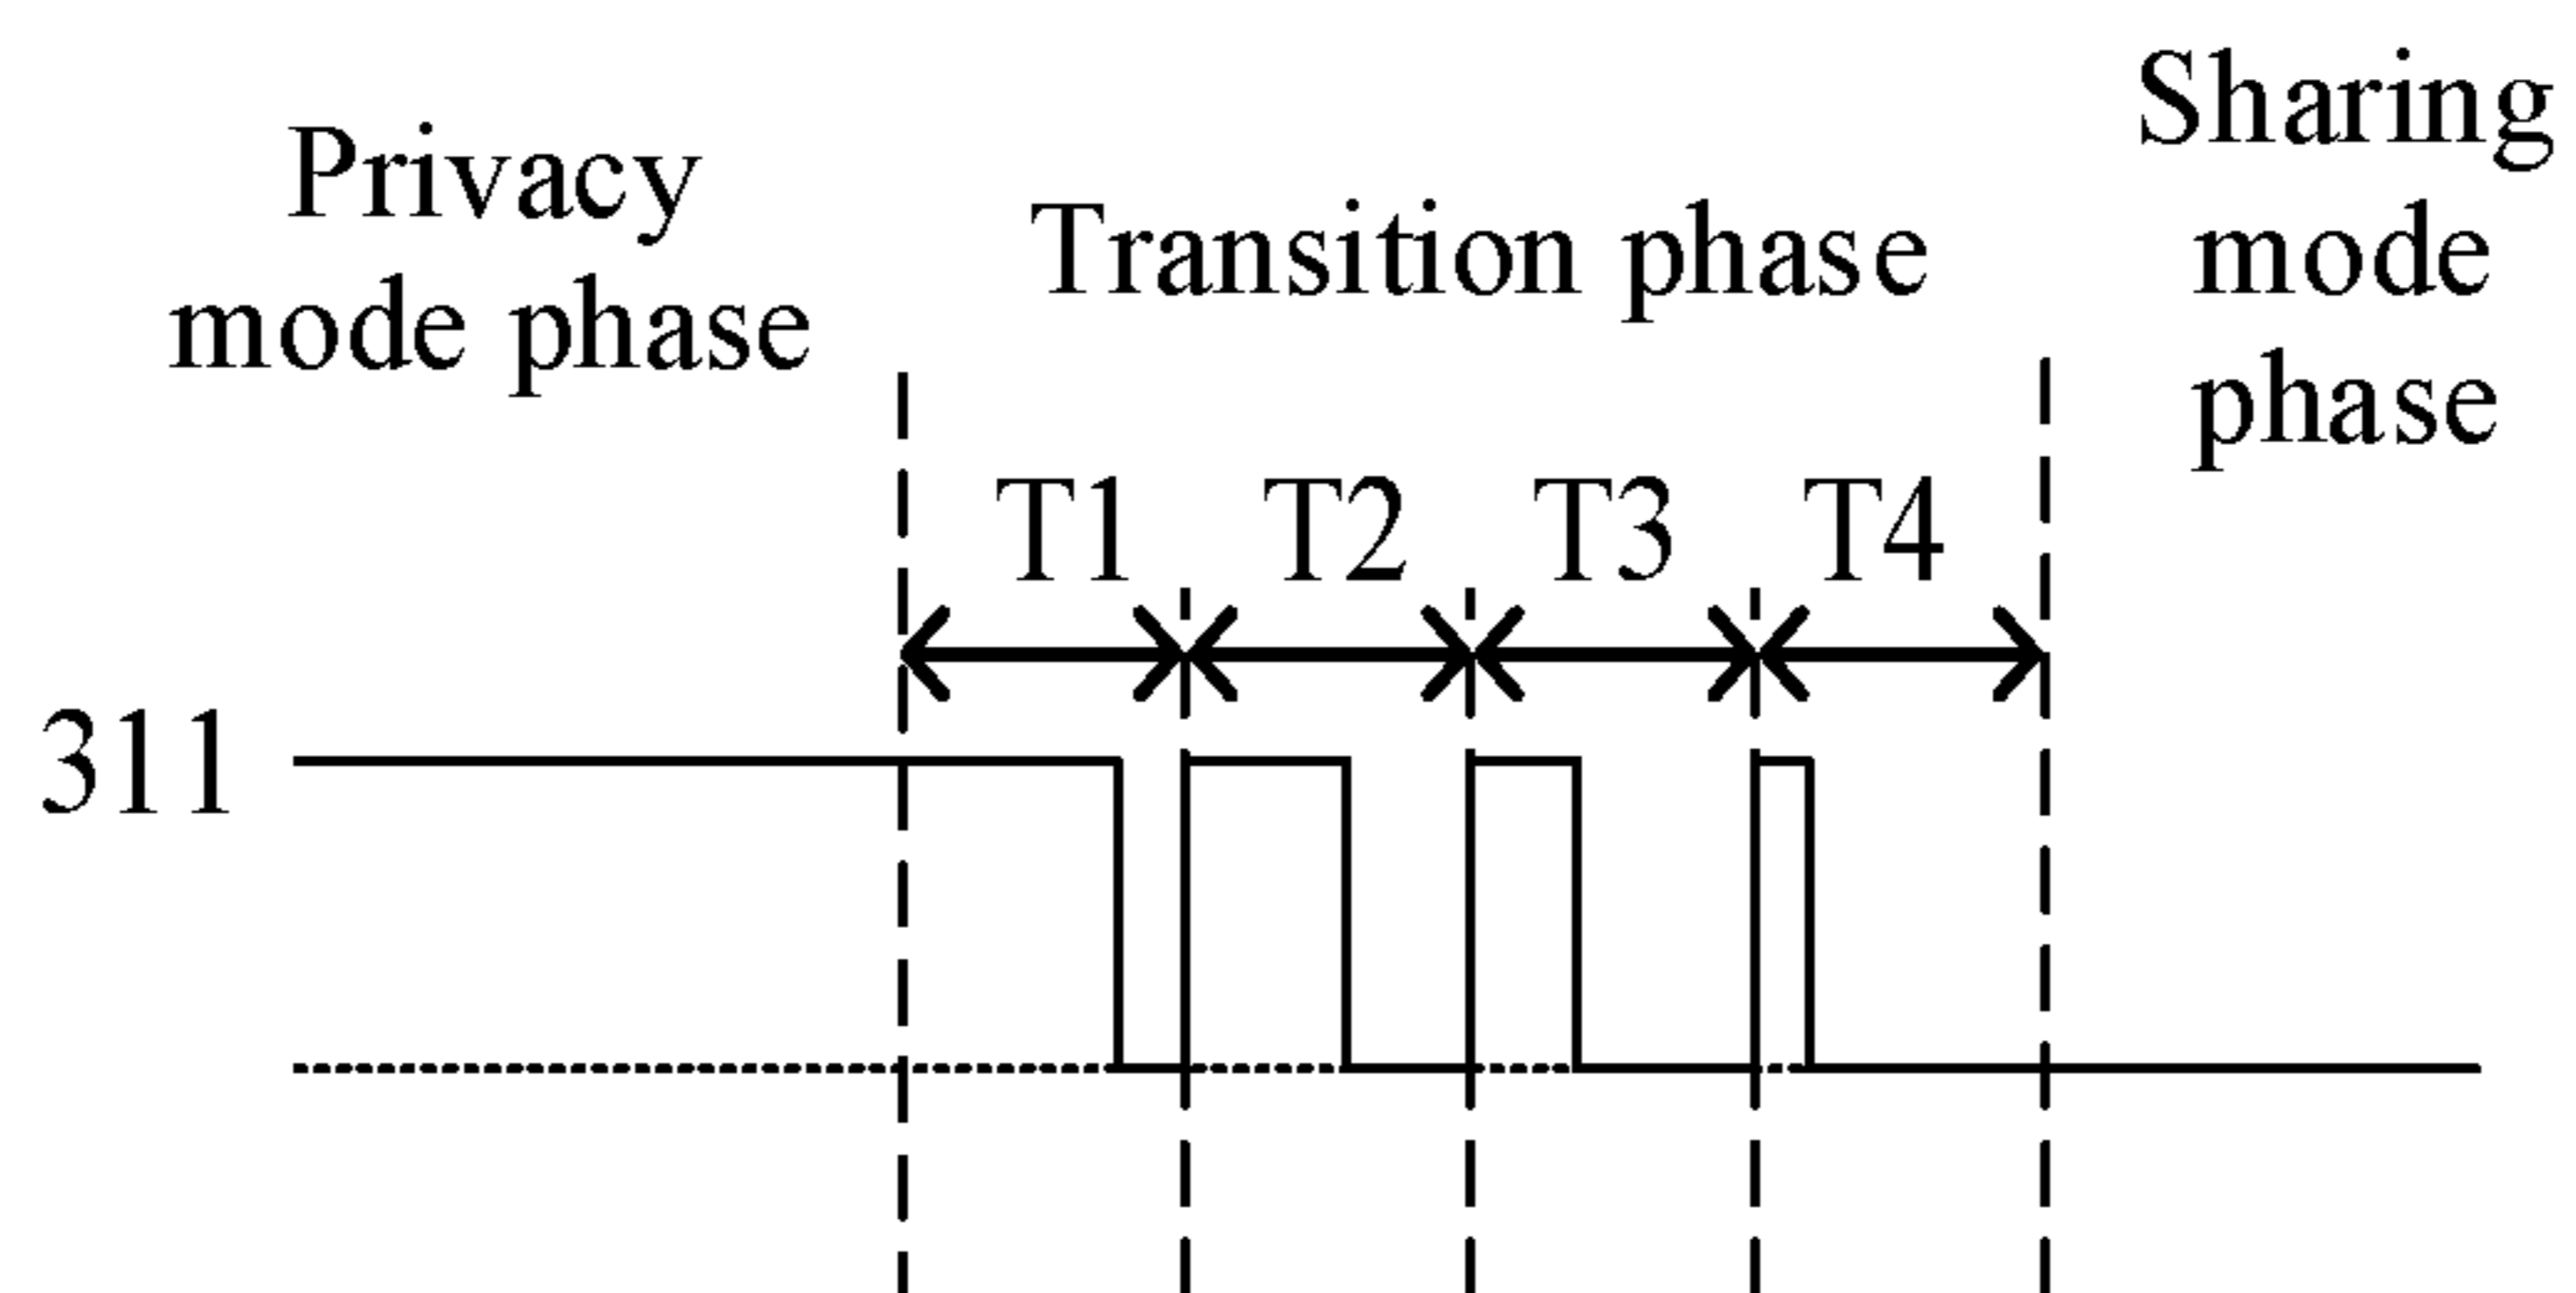 Privacy
mode phase
Transition phase
Sharing
mode
phase
T1 T2 T3 T4
311